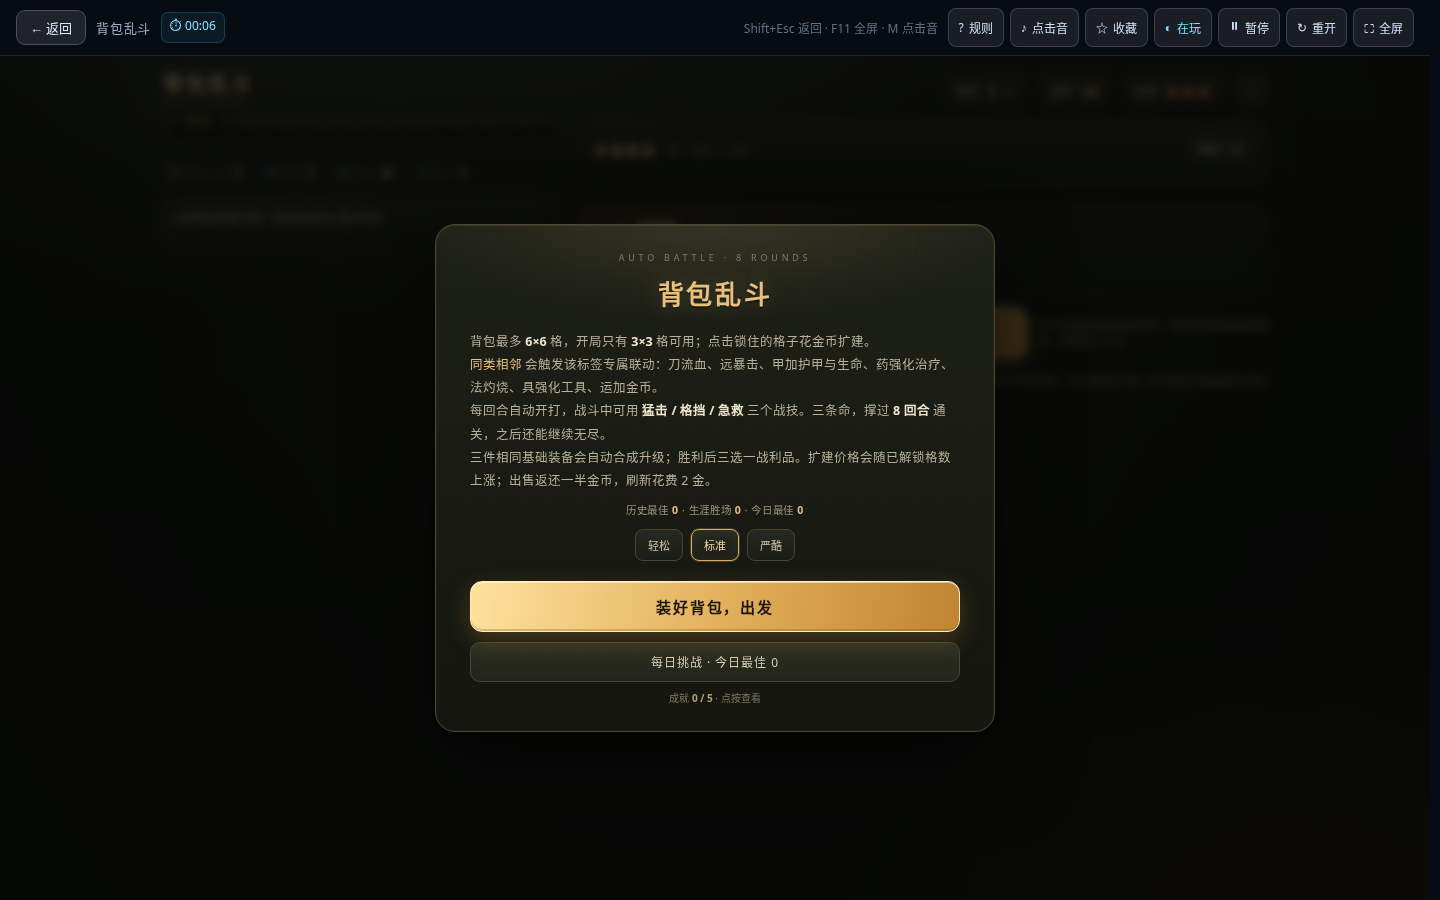 ← 返回
背包乱斗
⏱ 00:06
Shift+Esc 返回 · F11 全屏 · M 点击音
? 规则
♪ 点击音
☆ 收藏
在玩
⏸ 暂停
↻ 重开
⛶ 全屏
AUTO BATTLE · 8 ROUNDS
背包乱斗
背包最多 6×6 格，开局只有 3×3 格可用；点击锁住的格子花金币扩建。
同类相邻 会触发该标签专属联动：刀流血、远暴击、甲加护甲与生命、药强化治疗、
法灼烧、具强化工具、运加金币。
每回合自动开打，战斗中可用 猛击 / 格挡 / 急救 三个战技。三条命，撑过 8 回合 通
关，之后还能继续无尽。
三件相同基础装备会自动合成升级；胜利后三选一战利品。扩建价格会随已解锁格数
上涨；出售返还一半金币，刷新花费 2 金。
历史最佳 0 · 生涯胜场 0 · 今日最佳 0
轻松
标准
严酷
装好背包，出发
每日挑战 · 今日最佳 0
成就 0 / 5 · 点按查看